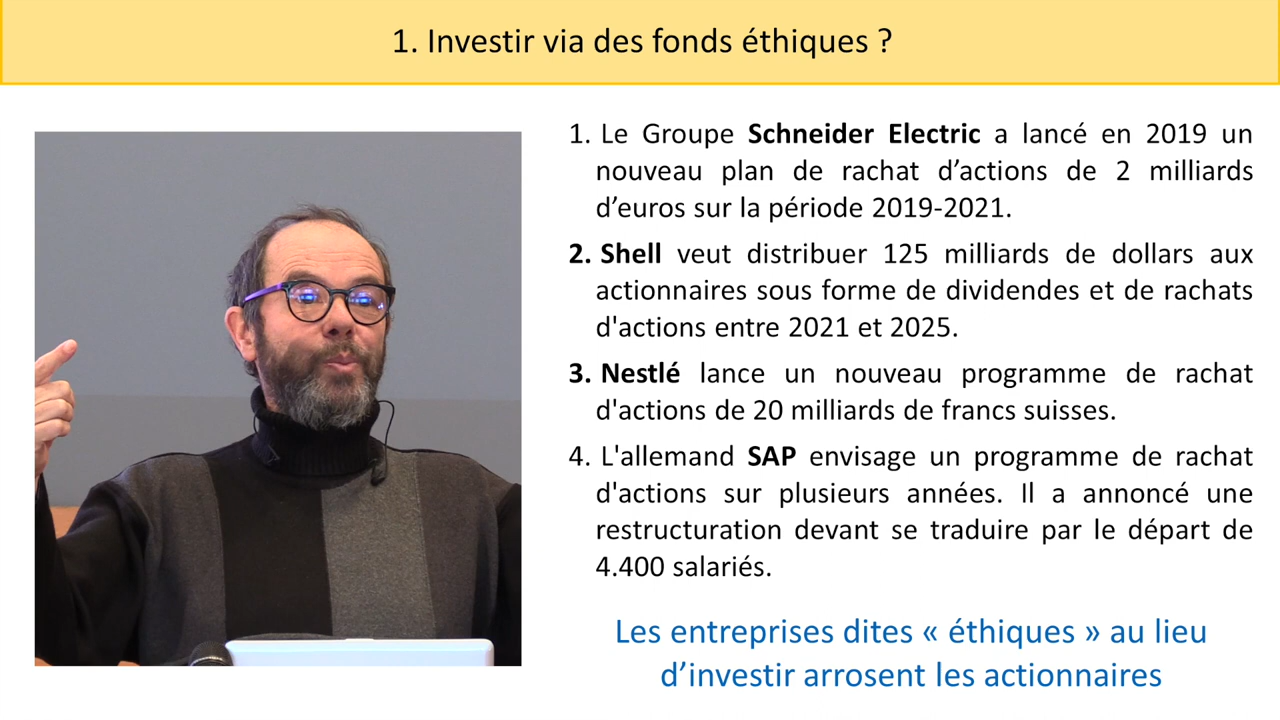 1. Investir via des fonds éthiques ?
1. Le Groupe Schneider Electric a lancé en 2019 un
nouveau plan de rachat d’actions de 2 milliards
d’euros sur la période 2019-2021.
2. Shell veut distribuer 125 milliards de dollars aux
actionnaires sous forme de dividendes et de rachats
d'actions entre 2021 et 2025.
3. Nestlé lance un nouveau programme de rachat
d'actions de 20 milliards de francs suisses.
4. L'allemand SAP envisage un programme de rachat
d'actions sur plusieurs années. Il a annoncé une
restructuration devant se traduire par le départ de
4.400 salariés.
Les entreprises dites « éthiques » au lieu
d’investir arrosent les actionnaires